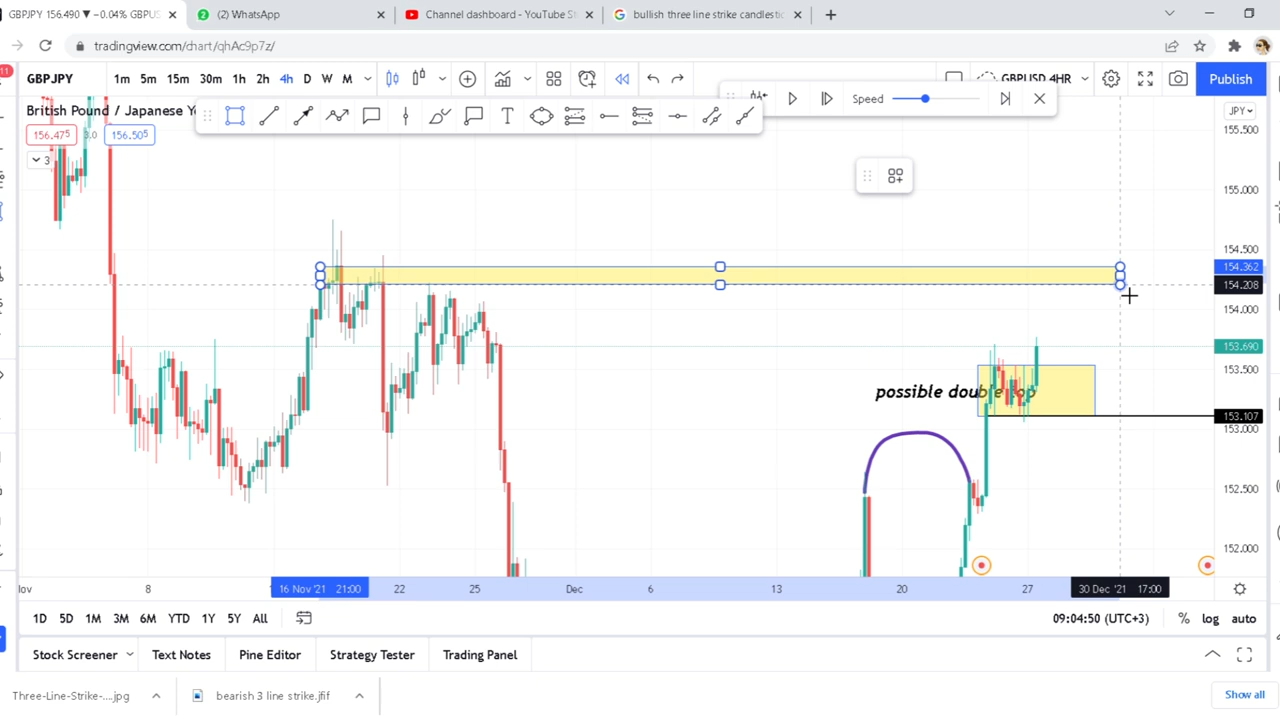 GBPJPY 156.490 ▼ −0.04% GBPUS
(2) WhatsApp
Channel dashboard - YouTube St
bullish three line strike candlestic
tradingview.com/chart/qhAc9p7z/
11
GBPJPY
1m 5m 15m 30m 1h 2h 4h D W M
GBPUSD 4HR
Publish
British Pound / Japanese Y
Speed
JPY
156.475 3.0 156.505
3
155.500
155.000
154.500
154.362
154.208
154.000
153.690
153.500
possible double top
153.107
153.000
152.500
152.000
ov 8 16 Nov '21 21:00 22 25 Dec 6 13 20 27 30 Dec '21 17:00
1D 5D 1M 3M 6M YTD 1Y 5Y All
09:04:50 (UTC+3) % log auto
Stock Screener Text Notes Pine Editor Strategy Tester Trading Panel
Three-Line-Strike-....jpg
bearish 3 line strike.jfif
Show all